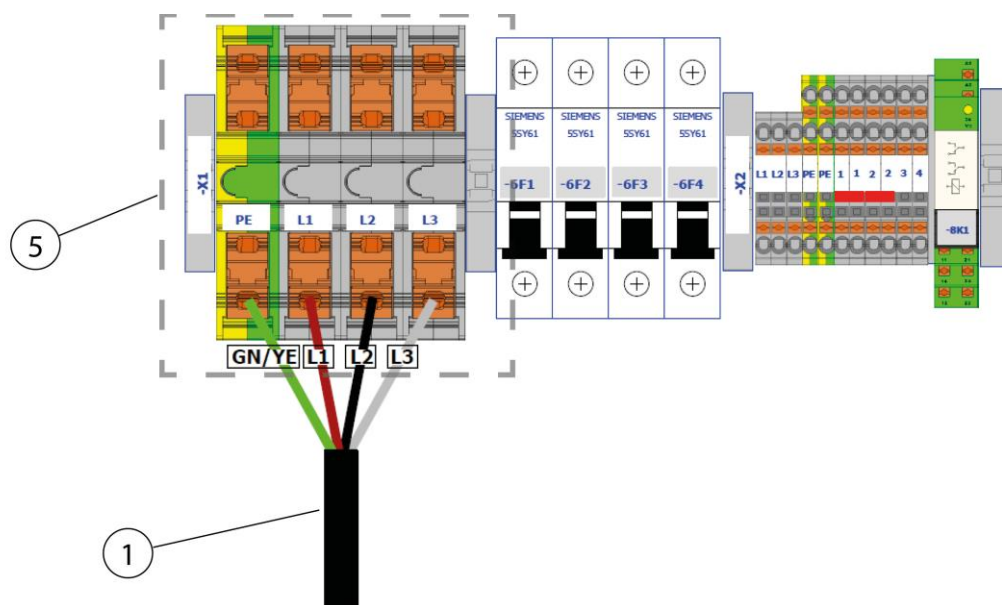 -X1
PE
L1
L2
L3
GN/YE
L1
L2
L3
SIEMENS
5SY61
SIEMENS
5SY61
SIEMENS
5SY61
SIEMENS
5SY61
-6F1
-6F2
-6F3
-6F4
-X2
L1 L2 L3 PE PE 1 1 2 2 3 4
-8K1
5
1